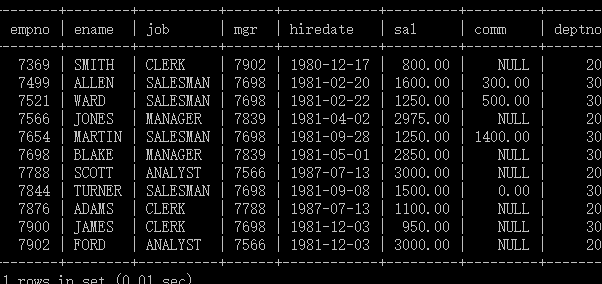 empno | ename | job | mgr | hiredate | sal | comm | deptno
7369 | SMITH | CLERK | 7902 | 1980-12-17 | 800.00 | NULL | 20
7499 | ALLEN | SALESMAN | 7698 | 1981-02-20 | 1600.00 | 300.00 | 30
7521 | WARD | SALESMAN | 7698 | 1981-02-22 | 1250.00 | 500.00 | 30
7566 | JONES | MANAGER | 7839 | 1981-04-02 | 2975.00 | NULL | 20
7654 | MARTIN | SALESMAN | 7698 | 1981-09-28 | 1250.00 | 1400.00 | 30
7698 | BLAKE | MANAGER | 7839 | 1981-05-01 | 2850.00 | NULL | 30
7788 | SCOTT | ANALYST | 7566 | 1987-07-13 | 3000.00 | NULL | 20
7844 | TURNER | SALESMAN | 7698 | 1981-09-08 | 1500.00 | 0.00 | 30
7876 | ADAMS | CLERK | 7788 | 1987-07-13 | 1100.00 | NULL | 20
7900 | JAMES | CLERK | 7698 | 1981-12-03 | 950.00 | NULL | 30
7902 | FORD | ANALYST | 7566 | 1981-12-03 | 3000.00 | NULL | 20
1 rows in set (0.01 sec)